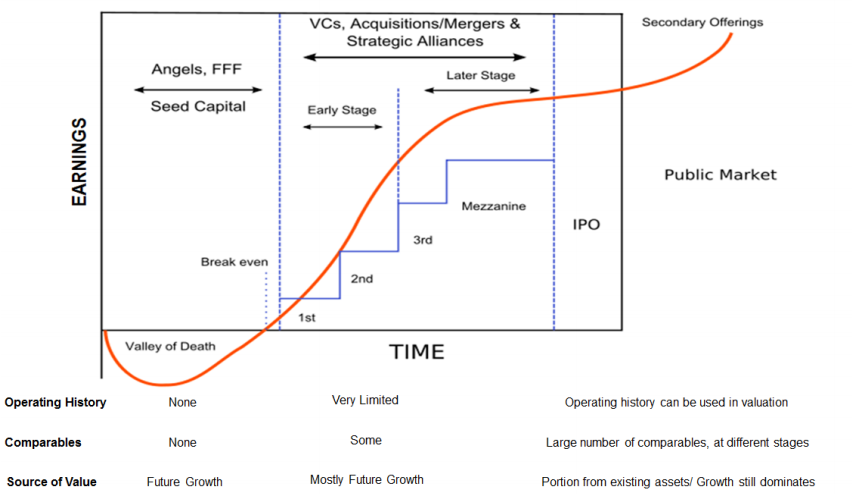 VCs, Acquisitions/Mergers &
Strategic Alliances
Secondary Offerings
Angels, FFF
Seed Capital
Later Stage
Early Stage
EARNINGS
Public Market
Mezzanine
IPO
3rd
Break even
2nd
1st
Valley of Death
TIME
Operating History None Very Limited Operating history can be used in valuation
Comparables None Some Large number of comparables, at different stages
Source of Value Future Growth Mostly Future Growth Portion from existing assets/ Growth still dominates